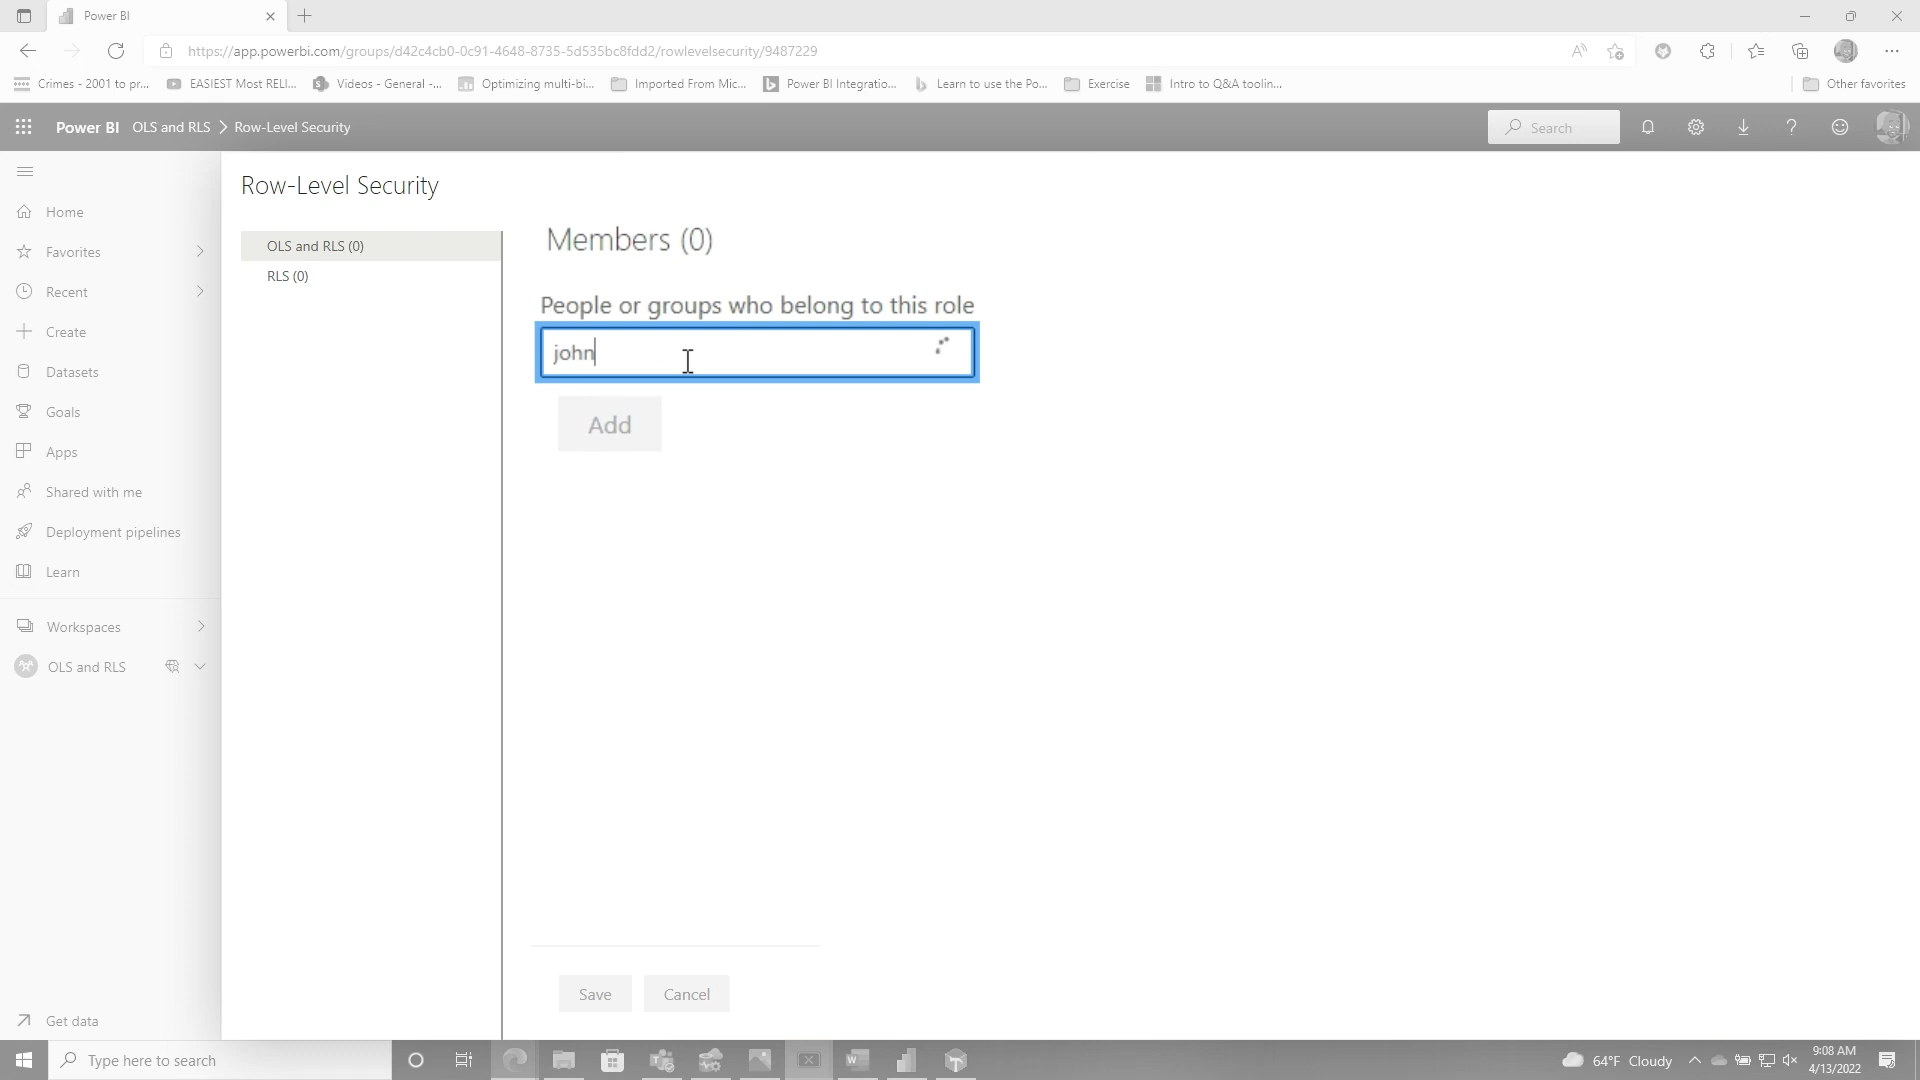 Power BI
https://app.powerbi.com/groups/d42c4cb0-0c91-4648-8735-5d535bc8fdd2/rowlevelsecurity/9487229
Crimes - 2001 to pr...
EASIEST Most RELI...
Videos - General -...
Optimizing multi-bi...
Imported From Mic...
Power BI Integratio...
Learn to use the Po...
Exercise
Intro to Q&A toolin...
Other favorites
Power BI OLS and RLS > Row-Level Security
Search
Home
Favorites
Recent
Create
Datasets
Goals
Apps
Shared with me
Deployment pipelines
Learn
Workspaces
OLS and RLS
Get data
Row-Level Security
OLS and RLS (0)
RLS (0)
Members (0)
People or groups who belong to this role
john
Add
Save
Cancel
Type here to search
64°F Cloudy
9:08 AM
4/13/2022